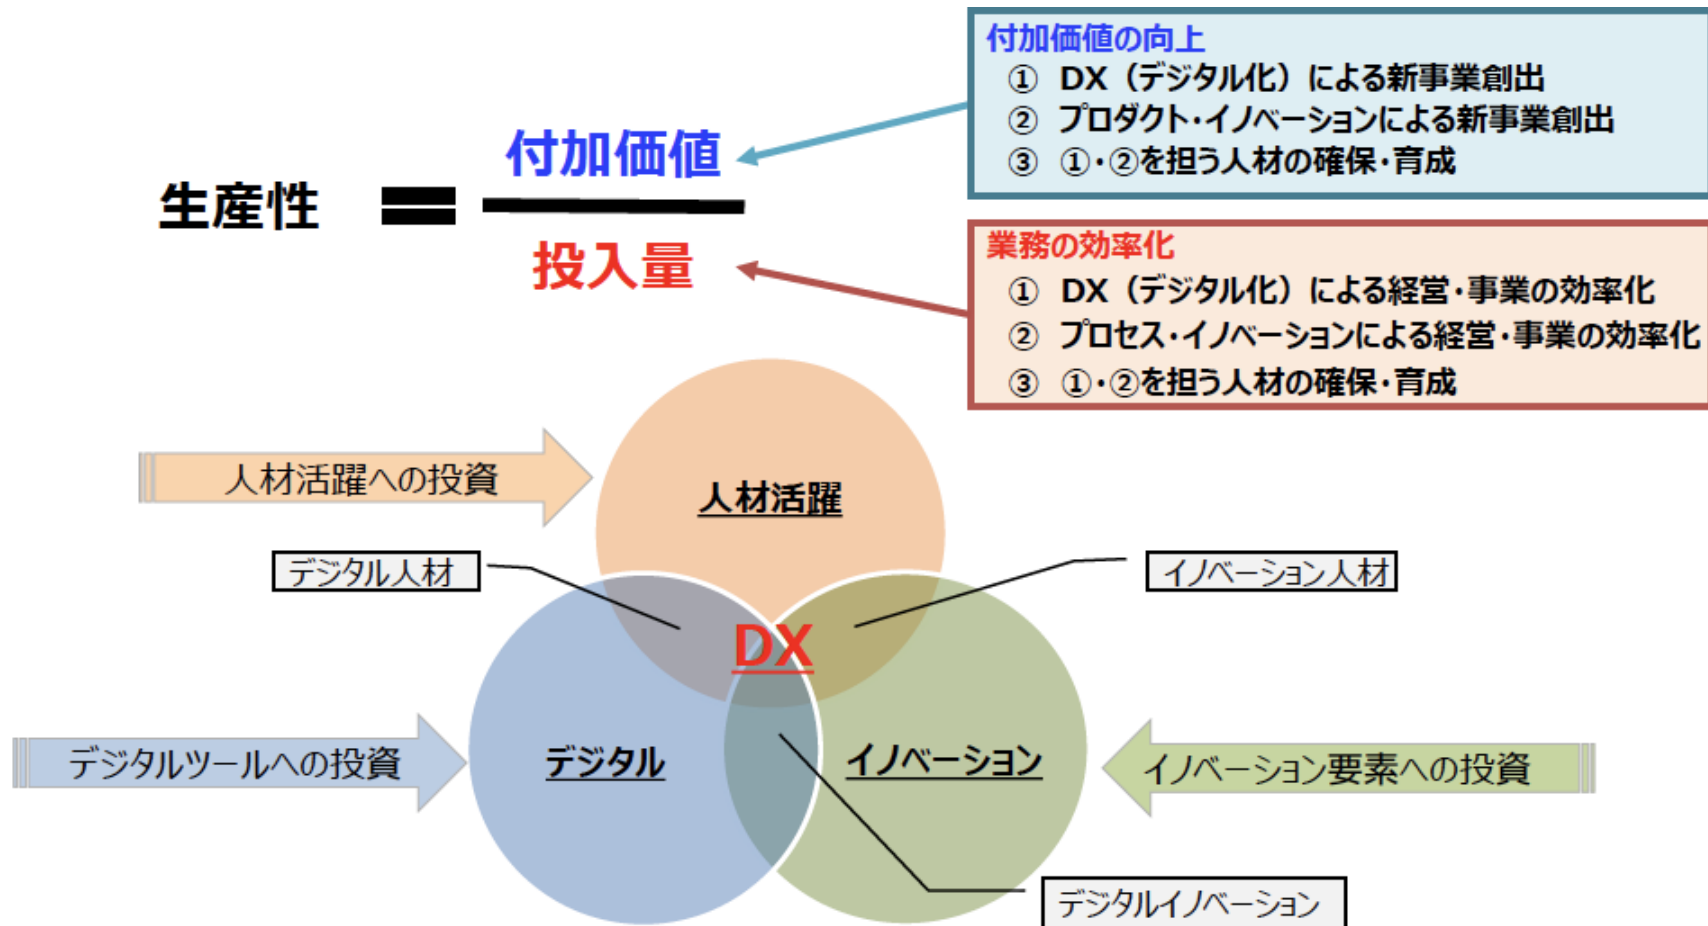 付加価値の向上
① DX（デジタル化）による新事業創出
② プロダクト・イノベーションによる新事業創出
③ ①・②を担う人材の確保・育成
生産性 = 付加価値
投入量
業務の効率化
① DX（デジタル化）による経営・事業の効率化
② プロセス・イノベーションによる経営・事業の効率化
③ ①・②を担う人材の確保・育成
人材活躍への投資
人材活躍
デジタル人材
イノベーション人材
DX
デジタルツールへの投資
デジタル
イノベーション
イノベーション要素への投資
デジタルイノベーション